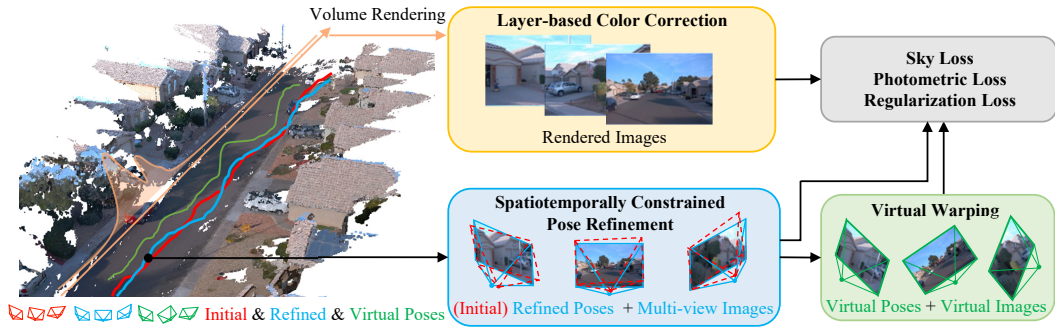 Volume Rendering
Layer-based Color Correction
Rendered Images
Sky Loss
Photometric Loss
Regularization Loss
Spatiotemporally Constrained
Pose Refinement
(Initial) Refined Poses + Multi-view Images
Virtual Warping
Virtual Poses + Virtual Images
Initial & Refined & Virtual Poses